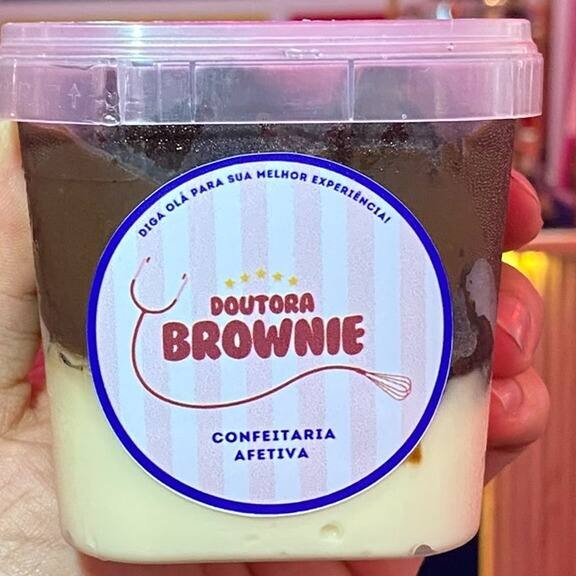 DIGA OLÁ PARA SUA MELHOR EXPERIÊNCIA!
DOUTORA
BROWNIE
CONFEITARIA
AFETIVA